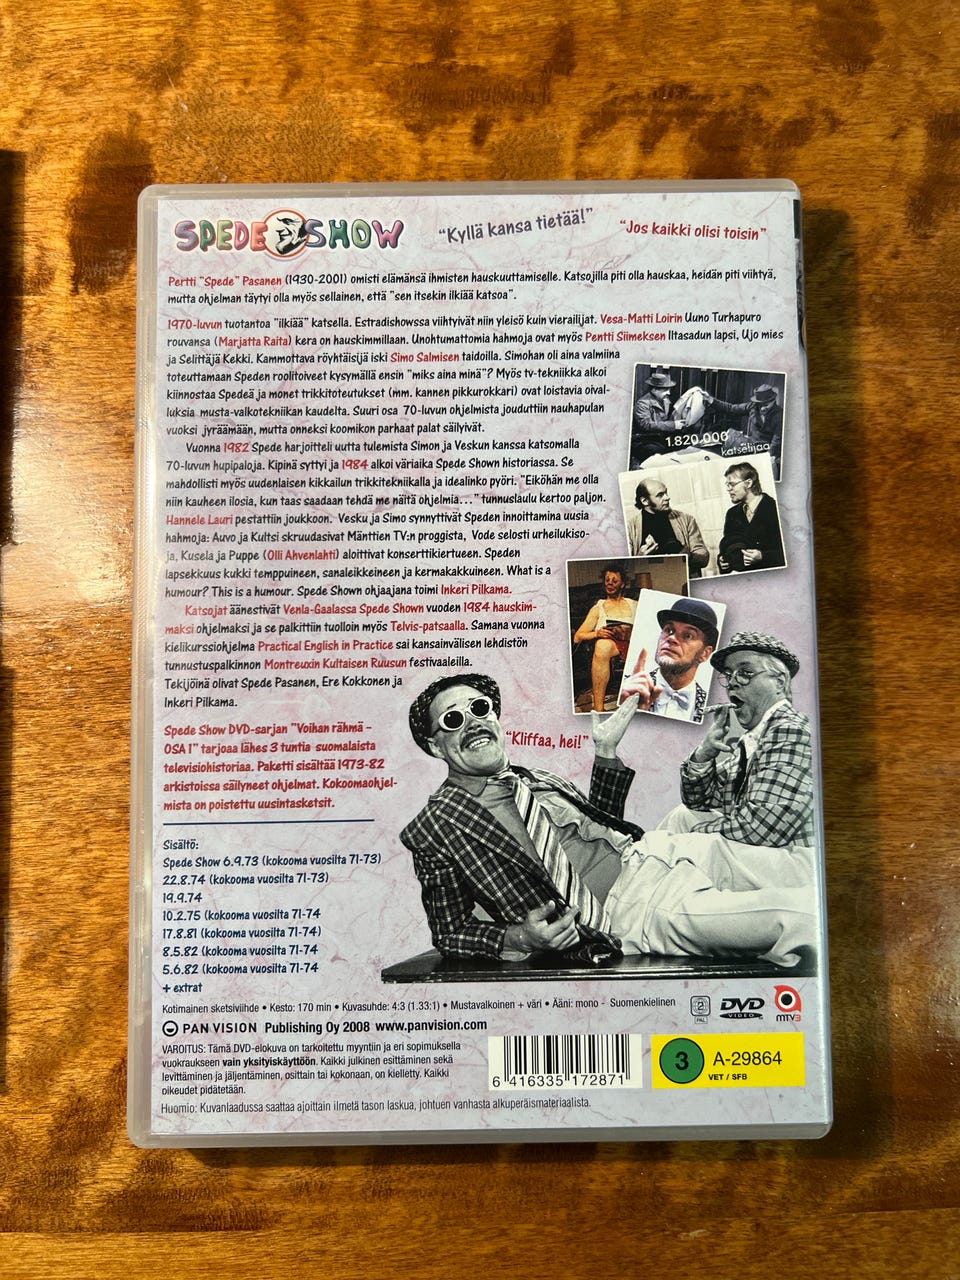 SPEDE SHOW
"Kyllä kansa tietää!"
"Jos kaikki olisi toisin"
Pertti "Spede" Pasanen (1930-2001) omisti elämänsä ihmisten hauskuuttamiselle. Katsojilla piti olla hauskaa, heidän piti viihtyä,
mutta ohjelman täytyi olla myös sellainen, että "sen itsekin ilkiää katsoa".
1970-luvun tuotantoa "ilkiää" katsella. Estradishowssa viihtyivät niin yleisö kuin vierailijat. Vesa-Matti Loirin Uuno Turhapuro
rouvansa (Marjatta Raita) kera on hauskimmillaan. Unohtumattomia hahmoja ovat myös Pentti Siimeksen Iltasadun lapsi, Ujo mies
ja Selittäjä Kekki. Kammottava röyhtäisijä iski Simo Salmisen taidoilla. Simohan oli aina valmiina
toteuttamaan Speden roolitoiveet kysymällä ensin "miks aina minä"? Myös tv-tekniikka alkoi
kiinnostaa Spedeä ja monet trikkitoteutukset (mm. kannen pikkurokkari) ovat loistavia oival-
luksia musta-valkotekniikan kaudelta. Suuri osa 70-luvun ohjelmista jouduttiin nauhapulan
vuoksi jyräämään, mutta onneksi koomikon parhaat palat säilyivät.
Vuonna 1982 Spede harjoitteli uutta tulemista Simon ja Veskun kanssa katsomalla
70-luvun hupipaloja. Kipinä syttyi ja 1984 alkoi väriaika Spede Shown historiassa. Se
mahdollisti myös uudenlaisen kikkailun trikkitekniikalla ja idealinko pyöri. "Eiköhän me olla
niin kauheen ilosia, kun taas saadaan tehdä me näitä ohjelmia..." tunnuslaulu kertoo paljon.
Hannele Lauri pestattiin joukkoon. Vesku ja Simo synnyttivät Speden innoittamina uusia
hahmoja: Auvo ja Kultsi skruudasivat Mänttien TV:n proggista, Vode selosti urheilukiso-
ja, Kusela ja Puppe (Olli Ahvenlahti) aloittivat konserttikiertueen. Speden
lapsekkuus kukki temppuineen, sanaleikkeineen ja kermakakkuineen. What is a
humour? This is a humour. Spede Shown ohjaajana toimi Inkeri Pilkama.
Katsojat äänestivät Venla-Gaalassa Spede Shown vuoden 1984 hauskim-
maksi ohjelmaksi ja se palkittiin tuolloin myös Telvis-patsaalla. Samana vuonna
kielikurssiohjelma Practical English in Practice sai kansainvälisen lehdistön
tunnustuspalkinnon Montreuxin Kultaisen Ruusun festivaaleilla.
Tekijöinä olivat Spede Pasanen, Ere Kokkonen ja
Inkeri Pilkama.
1.820.000
katselijaa
Spede Show DVD-sarjan "Voihan rähmä –
OSA I" tarjoaa lähes 3 tuntia suomalaista
televisiohistoriaa. Paketti sisältää 1973-82
arkistoissa säilyneet ohjelmat. Kokoomaohjel-
mista on poistettu uusintasketsit.
"Kliffaa, hei!"
Sisältö:
Spede Show 6.9.73 (kokooma vuosilta 71-73)
22.8.74 (kokooma vuosilta 71-73)
19.9.74
10.2.75 (kokooma vuosilta 71-74
17.8.81 (kokooma vuosilta 71-74)
8.5.82 (kokooma vuosilta 71-74
5.6.82 (kokooma vuosilta 71-74
+ extrat
Kotimainen sketsiviihde • Kesto: 170 min • Kuvasuhde: 4:3 (1.33:1) • Mustavalkoinen + väri • Ääni: mono - Suomenkielinen
2
PAL
DVD
VIDEO
MTV3
PAN VISION Publishing Oy 2008 www.panvision.com
VAROITUS: Tämä DVD-elokuva on tarkoitettu myyntiin ja eri sopimuksella
vuokraukseen vain yksityiskäyttöön. Kaikki julkinen esittäminen sekä
levittäminen ja jäljentäminen, osittain tai kokonaan, on kielletty. Kaikki
oikeudet pidätetään.
6 416335 172871
3
A-29864
VET / SFB
Huomio: Kuvanlaadussa saattaa ajoittain ilmetä tason laskua, johtuen vanhasta alkuperäismateriaalista.